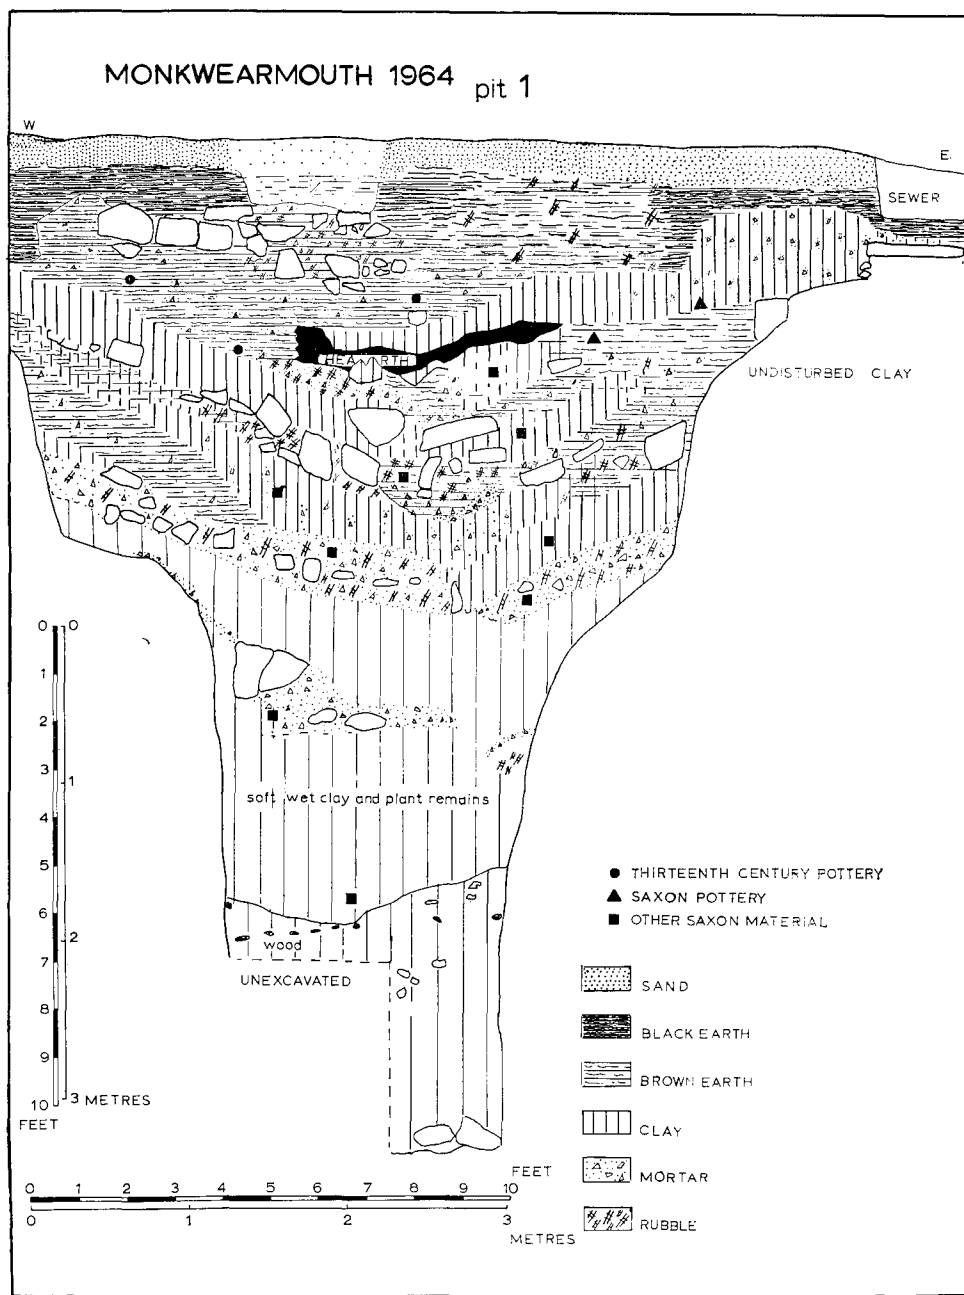 MONKWEARMOUTH 1964 pit 1
W
E.
SEWER
HEARTH
UNDISTURBED CLAY
0 0
1
2
3
1
4
5
6
2
7
8
9
10 3 METRES
FEET
soft wet clay and plant remains
wood
UNEXCAVATED
THIRTEENTH CENTURY POTTERY
SAXON POTTERY
OTHER SAXON MATERIAL
SAND
BLACK EARTH
BROWN EARTH
CLAY
MORTAR
RUBBLE
FEET
0 1 2 3 4 5 6 7 8 9 10
0 1 2 3
METRES